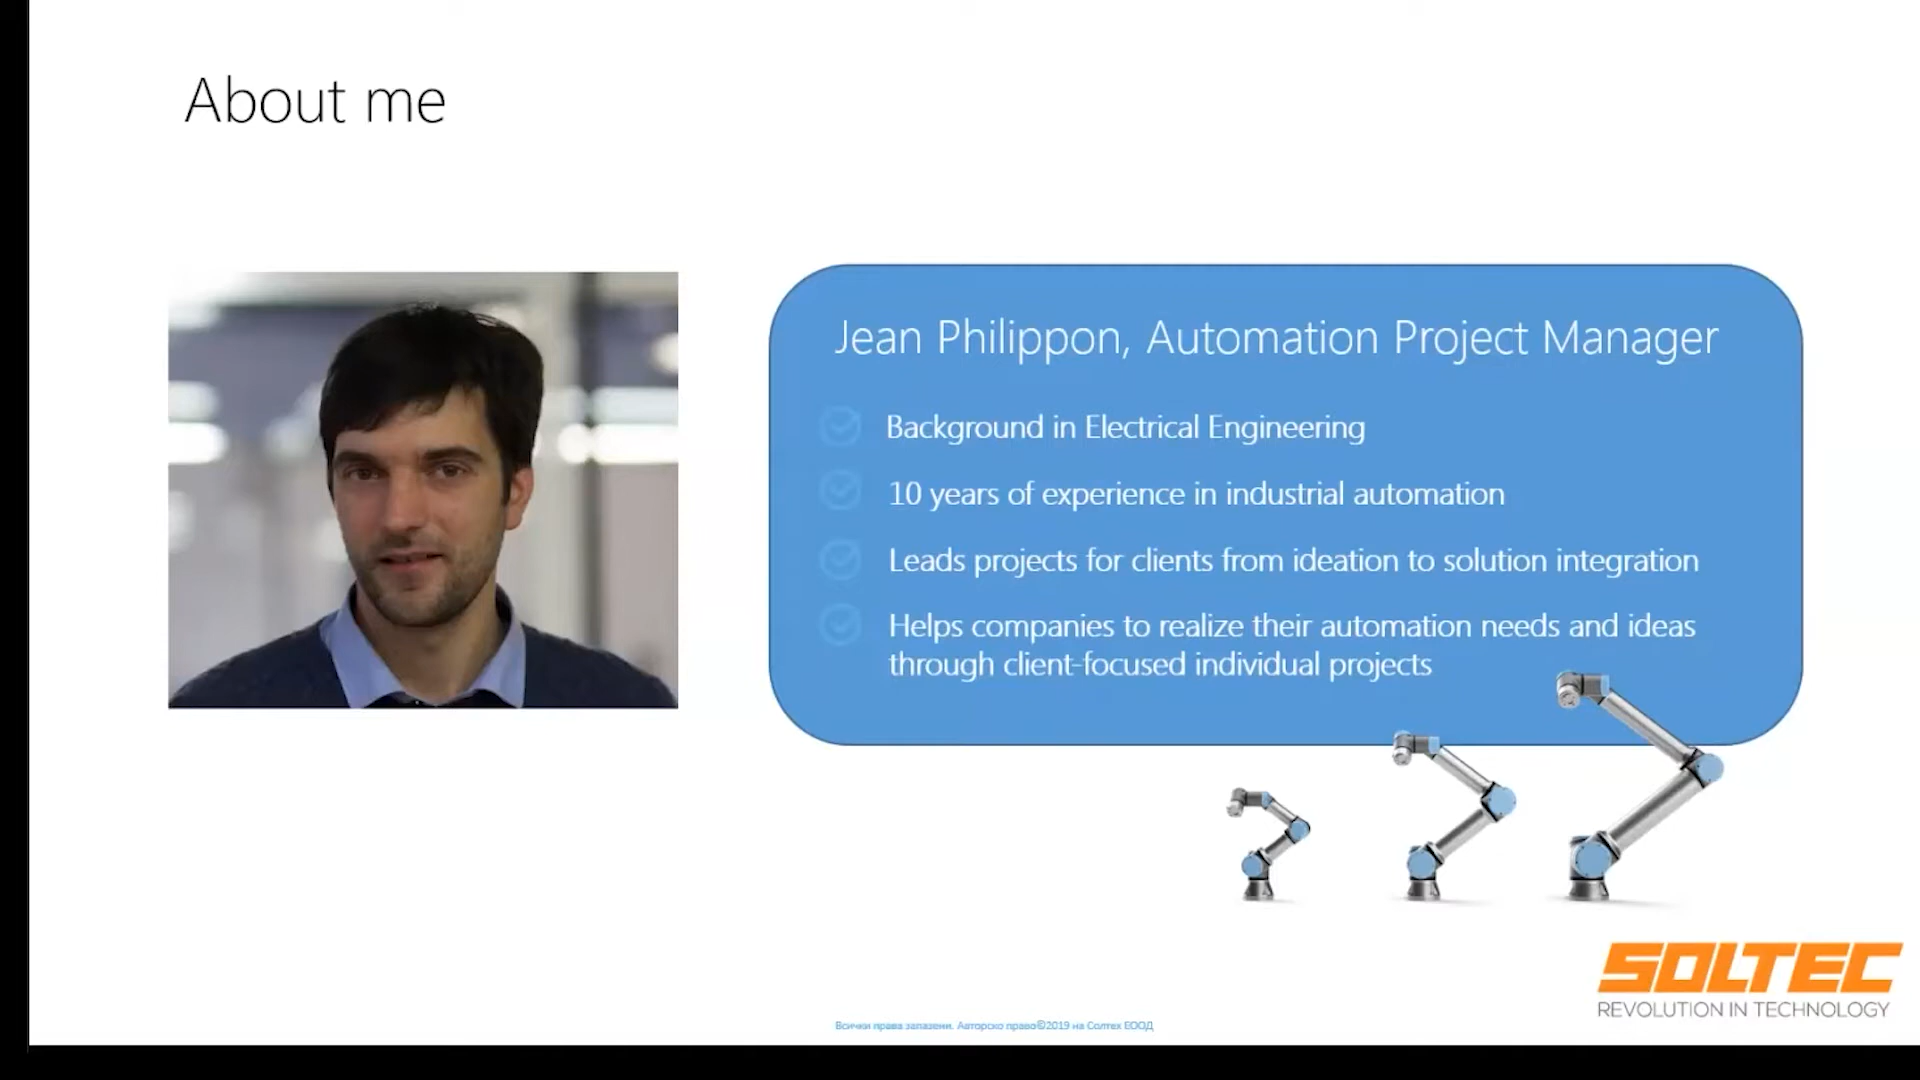 About me
Jean Philippon, Automation Project Manager
Background in Electrical Engineering
10 years of experience in industrial automation
Leads projects for clients from ideation to solution integration
Helps companies to realize their automation needs and ideas
through client-focused individual projects
SOLTEC
REVOLUTION IN TECHNOLOGY
Всички права запазени. Авторско право©2019 на Солтех ЕООД